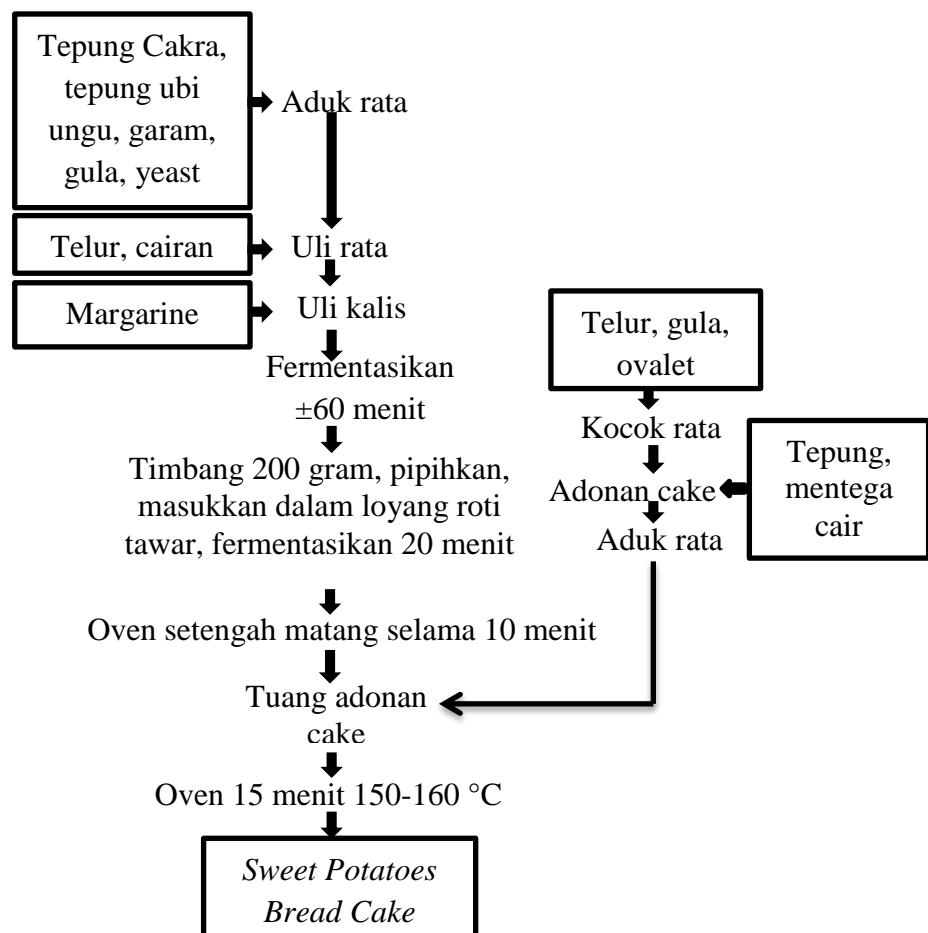 Tepung Cakra,
tepung ubi
ungu, garam,
gula, yeast
Aduk rata
Telur, cairan
Uli rata
Margarine
Uli kalis
Fermentasikan
±60 menit
Timbang 200 gram, pipihkan,
masukkan dalam loyang roti
tawar, fermentasikan 20 menit
Oven setengah matang selama 10 menit
Telur, gula,
ovalet
Kocok rata
Adonan cake
Tepung,
mentega
cair
Aduk rata
Tuang adonan
cake
Oven 15 menit 150-160 °C
Sweet Potatoes
Bread Cake